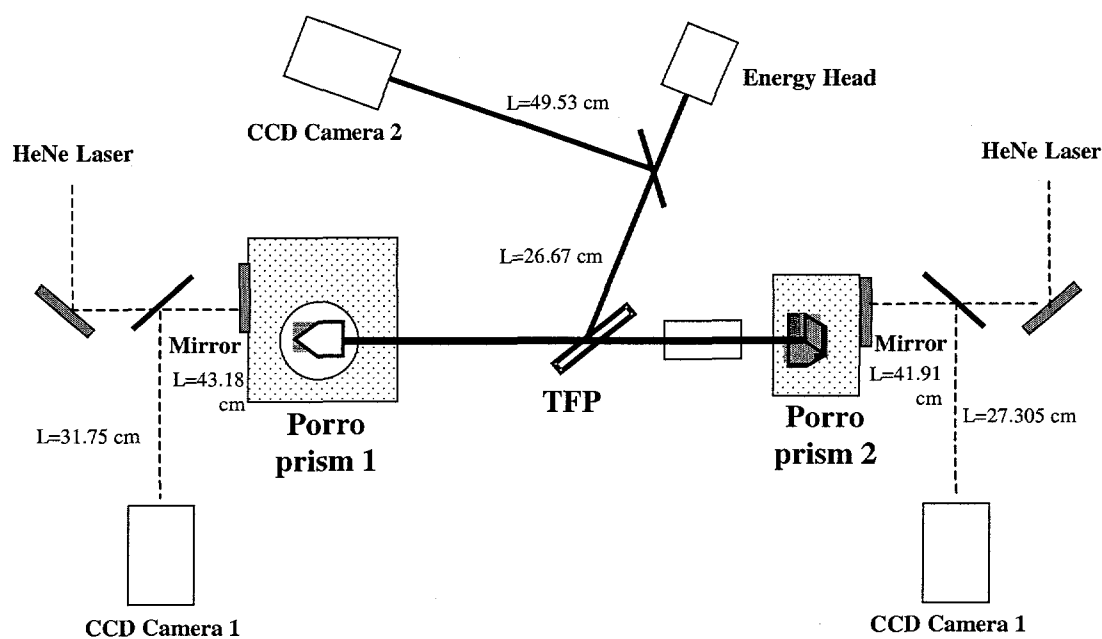 Energy Head
L=49.53 cm
CCD Camera 2
HeNe Laser
HeNe Laser
L=26.67 cm
Mirror
L=43.18
cm
TFP
Mirror
L=41.91
cm
L=31.75 cm
Porro
prism 1
Porro
prism 2
L=27.305 cm
CCD Camera 1
CCD Camera 1